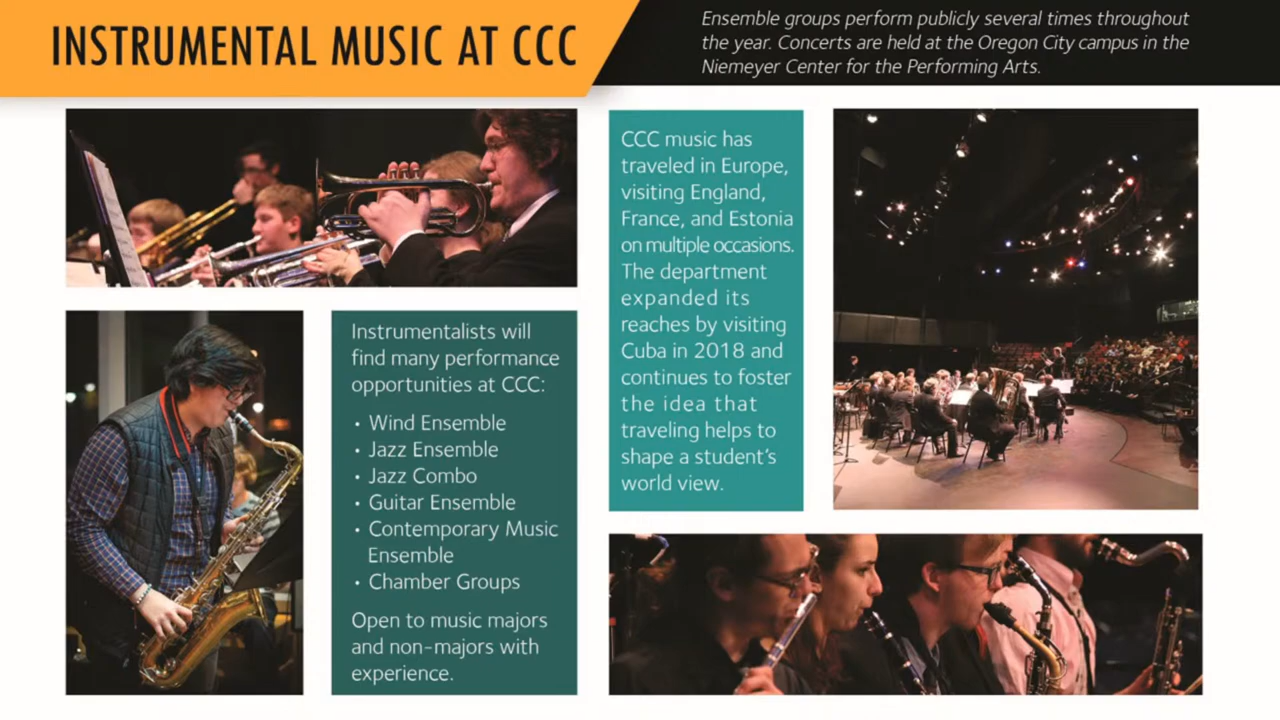 INSTRUMENTAL MUSIC AT CCC
Ensemble groups perform publicly several times throughout
the year. Concerts are held at the Oregon City campus in the
Niemeyer Center for the Performing Arts.
Instrumentalists will
find many performance
opportunities at CCC:
• Wind Ensemble
• Jazz Ensemble
• Jazz Combo
• Guitar Ensemble
• Contemporary Music
Ensemble
• Chamber Groups
Open to music majors
and non-majors with
experience.
CCC music has
traveled in Europe,
visiting England,
France, and Estonia
on multiple occasions.
The department
expanded its
reaches by visiting
Cuba in 2018 and
continues to foster
the idea that
traveling helps to
shape a student's
world view.